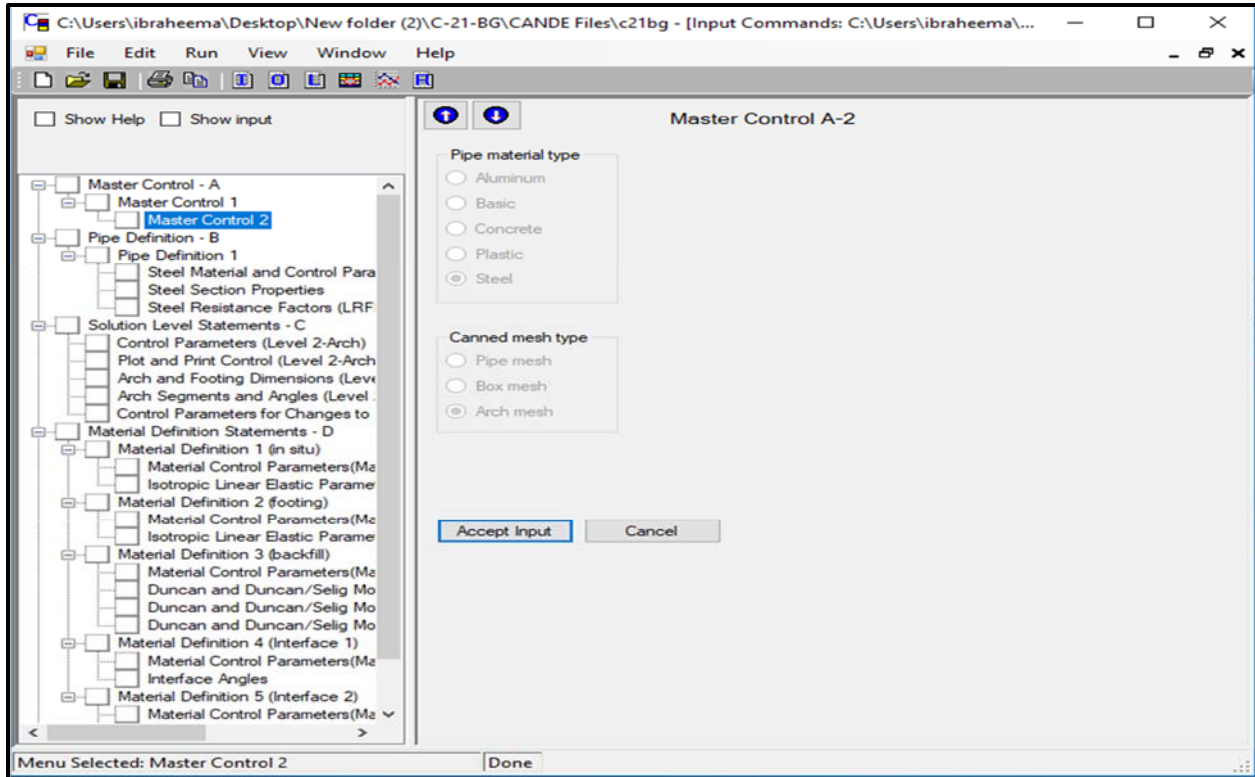 C:\Users\ibraheema\Desktop\New folder (2)\C-21-BG\CANDE Files\c21bg - [Input Commands: C:\Users\ibraheema\...
File Edit Run View Window Help
Show Help Show input
Master Control A-2
Master Control - A
Master Control 1
Master Control 2
Pipe Definition - B
Pipe Definition 1
Steel Material and Control Para
Steel Section Properties
Steel Resistance Factors (LRF
Solution Level Statements - C
Control Parameters (Level 2-Arch)
Plot and Print Control (Level 2-Arch
Arch and Footing Dimensions (Leve
Arch Segments and Angles (Level
Control Parameters for Changes to
Material Definition Statements - D
Material Definition 1 (in situ)
Material Control Parameters(Ma
Isotropic Linear Elastic Parame
Material Definition 2 (footing)
Material Control Parameters(Ma
Isotropic Linear Elastic Parame
Material Definition 3 (backfill)
Material Control Parameters(Ma
Duncan and Duncan/Selig Mo
Duncan and Duncan/Selig Mo
Duncan and Duncan/Selig Mo
Material Definition 4 (Interface 1)
Material Control Parameters(Ma
Interface Angles
Material Definition 5 (Interface 2)
Material Control Parameters(Ma
Pipe material type
Aluminum
Basic
Concrete
Plastic
Steel
Canned mesh type
Pipe mesh
Box mesh
Arch mesh
Accept Input Cancel
Menu Selected: Master Control 2 Done